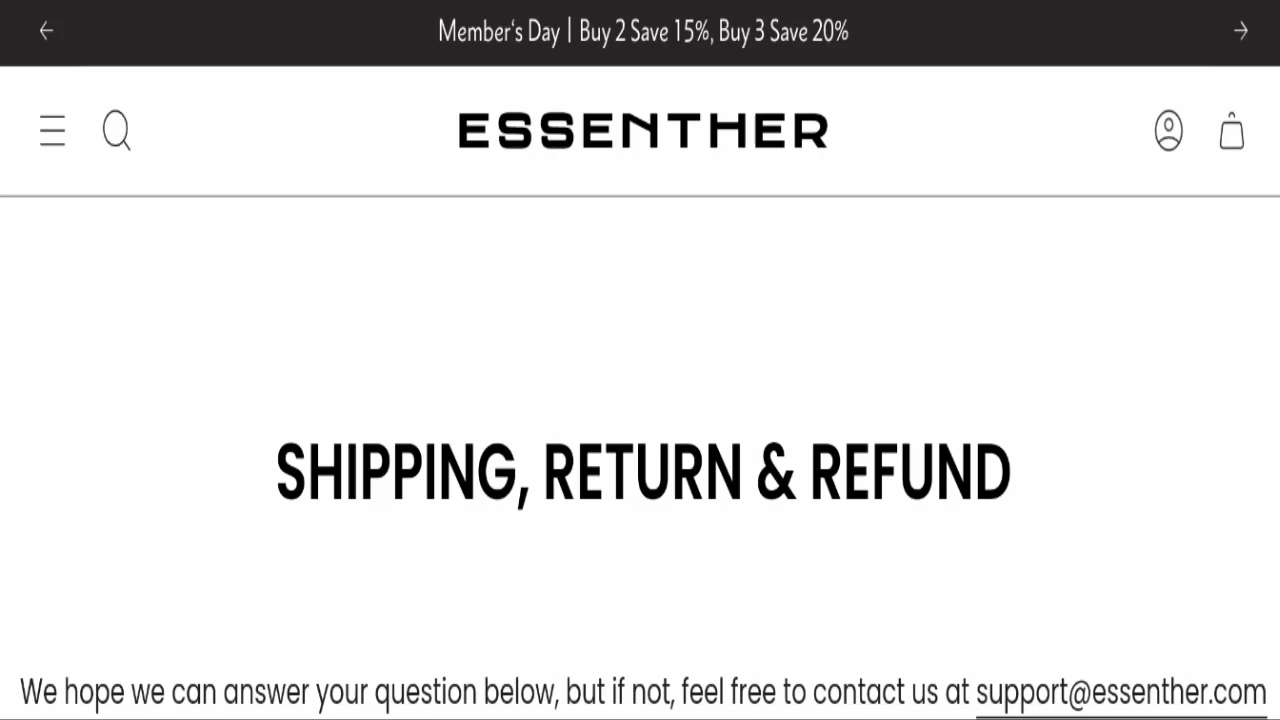 Member‘s Day | Buy 2 Save 15%, Buy 3 Save 20%
ESSENTHER
SHIPPING, RETURN & REFUND
We hope we can answer your question below, but if not, feel free to contact us at support@essenther.com